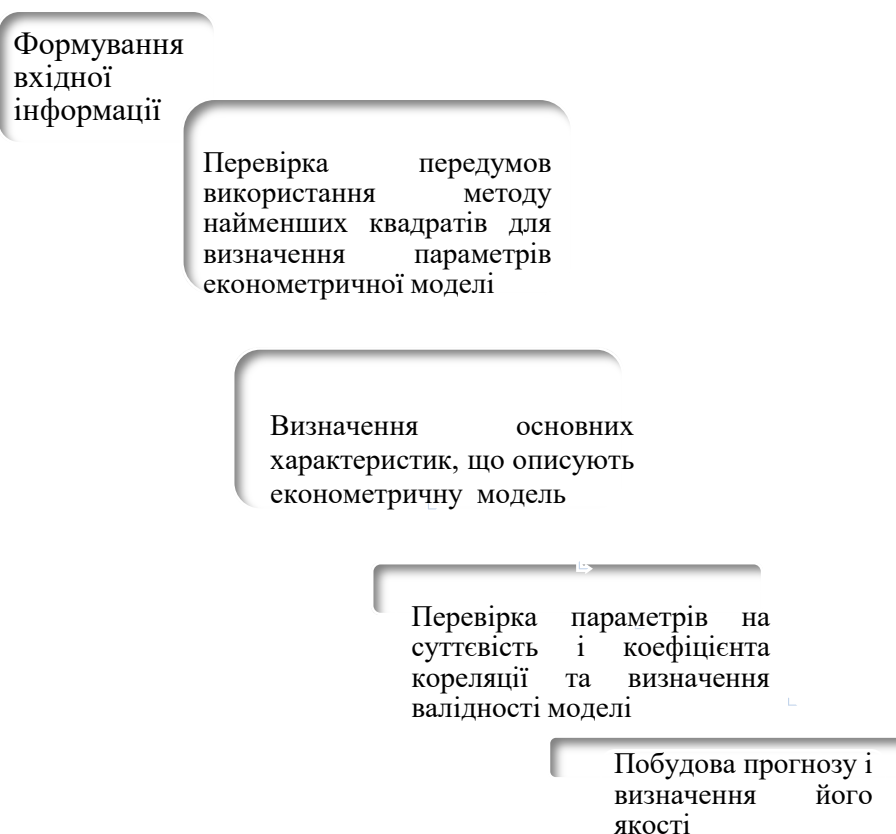 Формування
вхідної
інформації
Перевірка передумов
використання методу
найменших квадратів для
визначення параметрів
економетричної моделі
Визначення основних
характеристик, що описують
економетричну модель
Перевірка параметрів на
суттєвість і коефіцієнта
кореляції та визначення
валідності моделі
Побудова прогнозу і
визначення його
якості